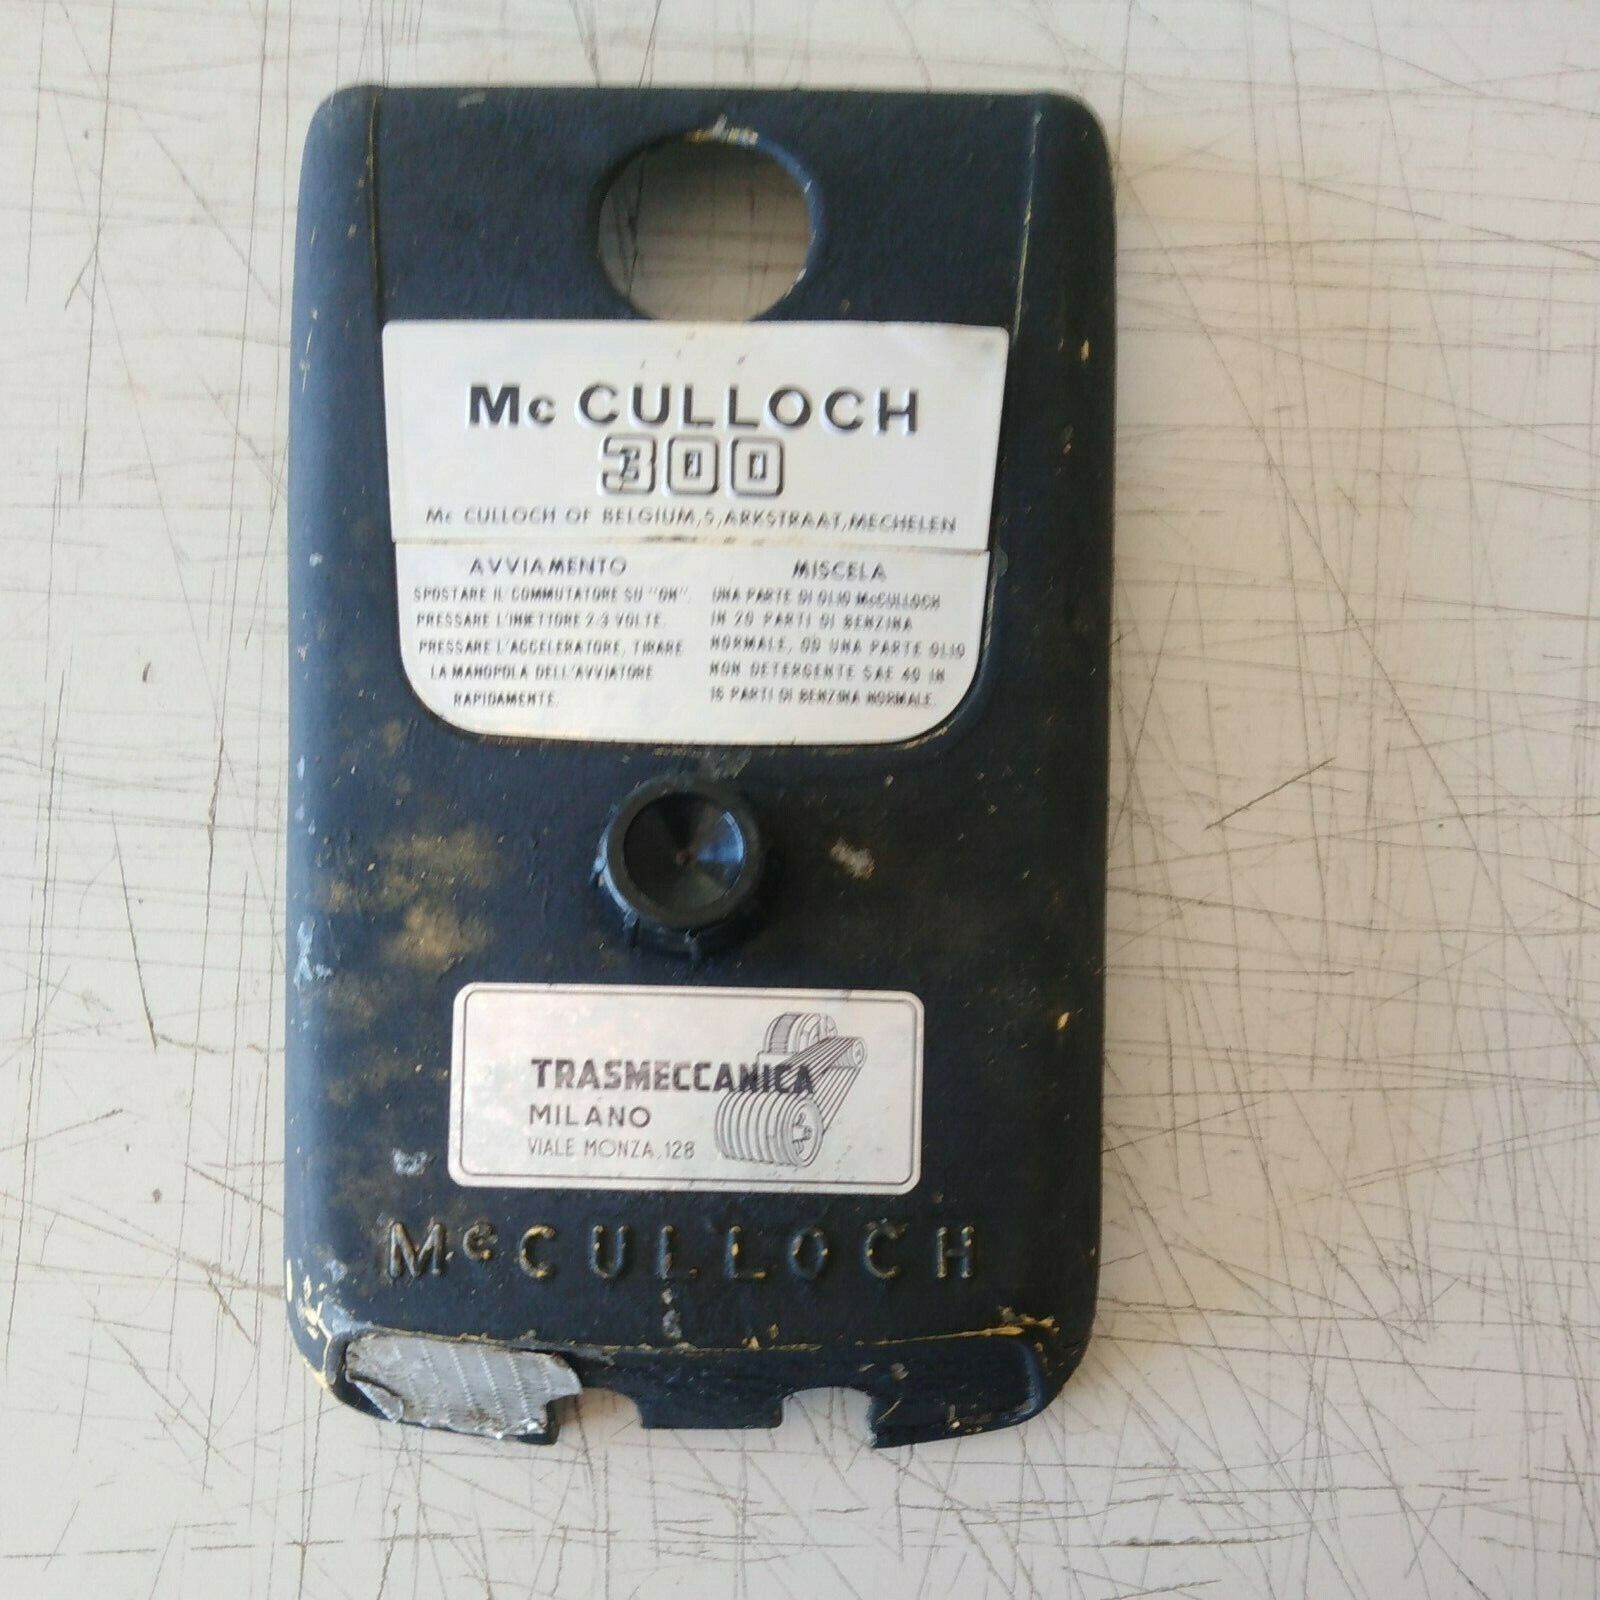 Mc CULLOCH
300
Mc CULLOCH OF BELGIUM, 5, ARKSTRAAT, MECHELEN
AVVIAMENTO
SPOSTARE IL COMMUTATORE SU "ON".
PRESSARE L'INIETTORE 2-3 VOLTE.
PRESSARE L'ACCELERATORE, TIRARE
LA MANOPOLA DELL'AVVIATORE
RAPIDAMENTE.
MISCELA
UNA PARTE DI OLIO McCULLOCH
IN 20 PARTI DI BENZINA
NORMALE, OD UNA PARTE OLIO
NON DETERGENTE SAE 40 IN
16 PARTI DI BENZINA NORMALE.
TRASMECCANICA
MILANO
VIALE MONZA, 128
McCULLOCH